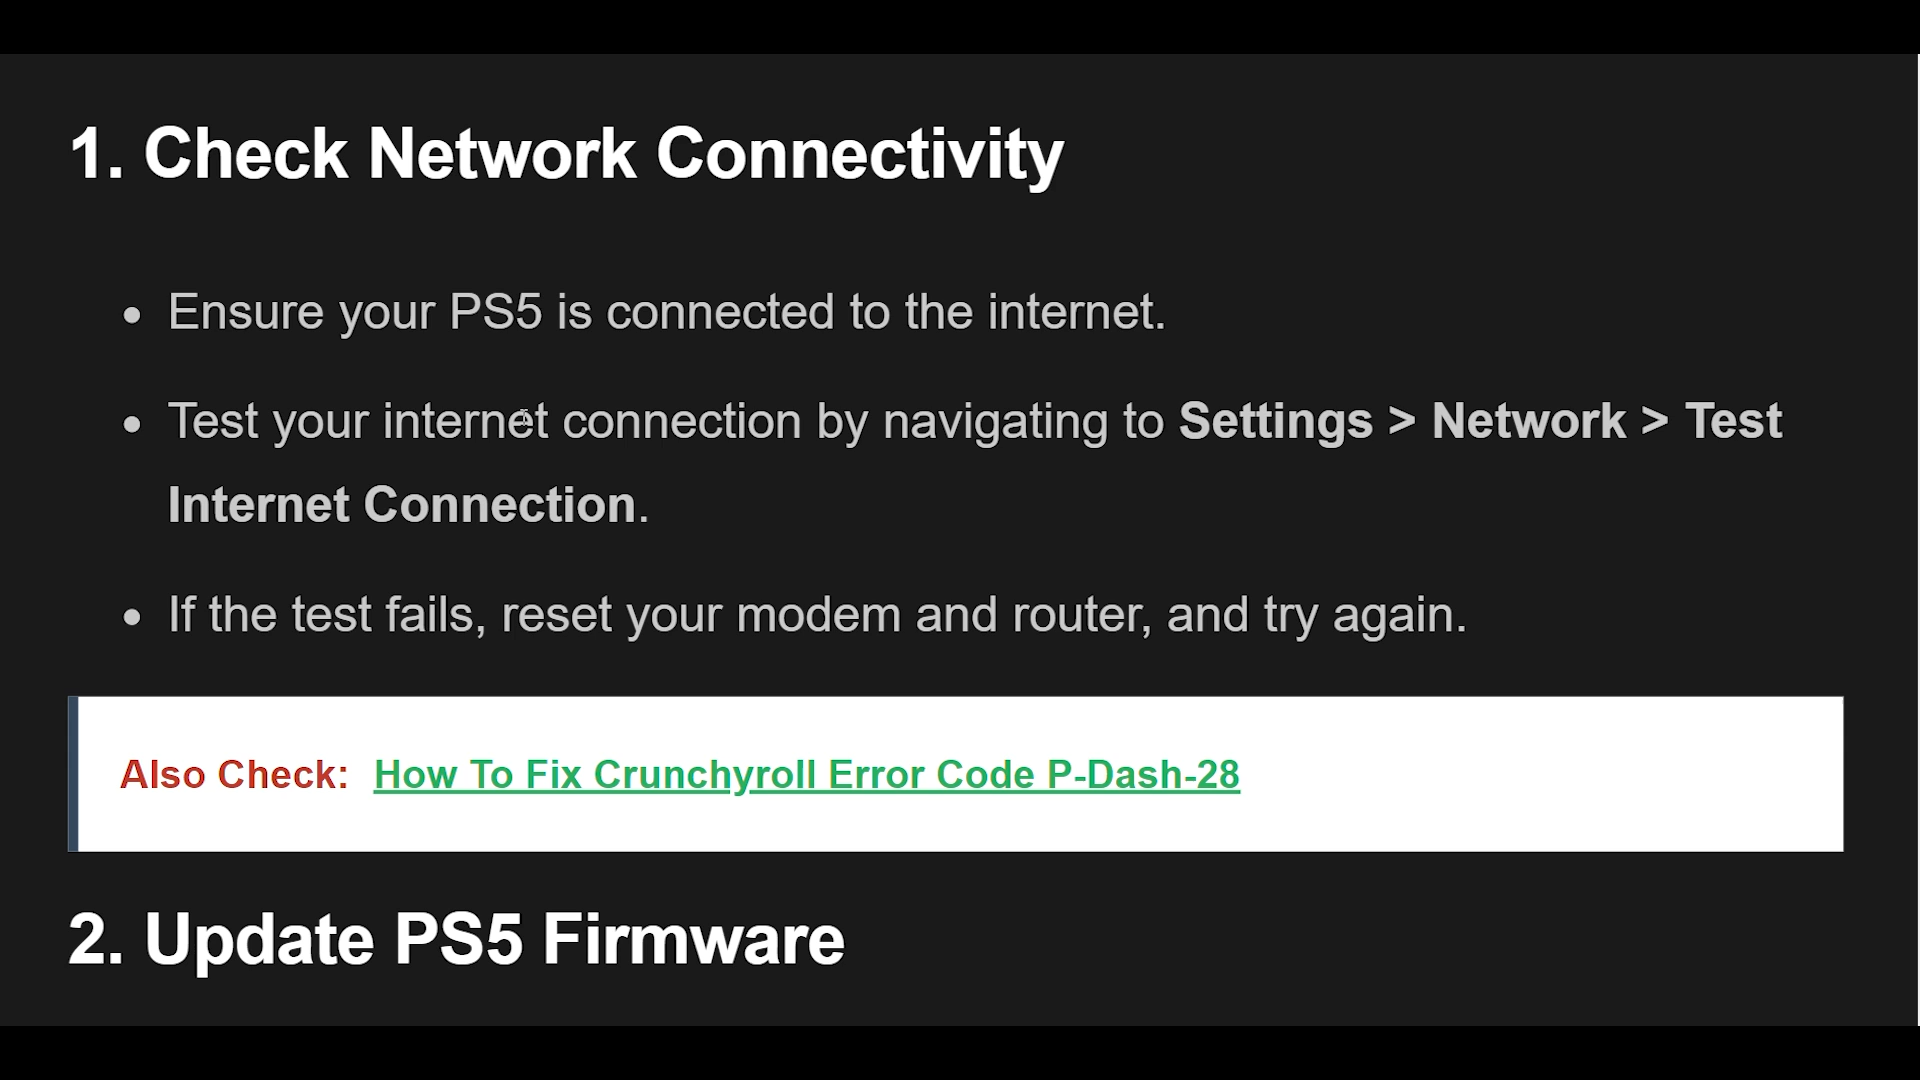 1. Check Network Connectivity
• Ensure your PS5 is connected to the internet.
• Test your internet connection by navigating to Settings > Network > Test
Internet Connection.
• If the test fails, reset your modem and router, and try again.
Also Check: How To Fix Crunchyroll Error Code P-Dash-28
2. Update PS5 Firmware